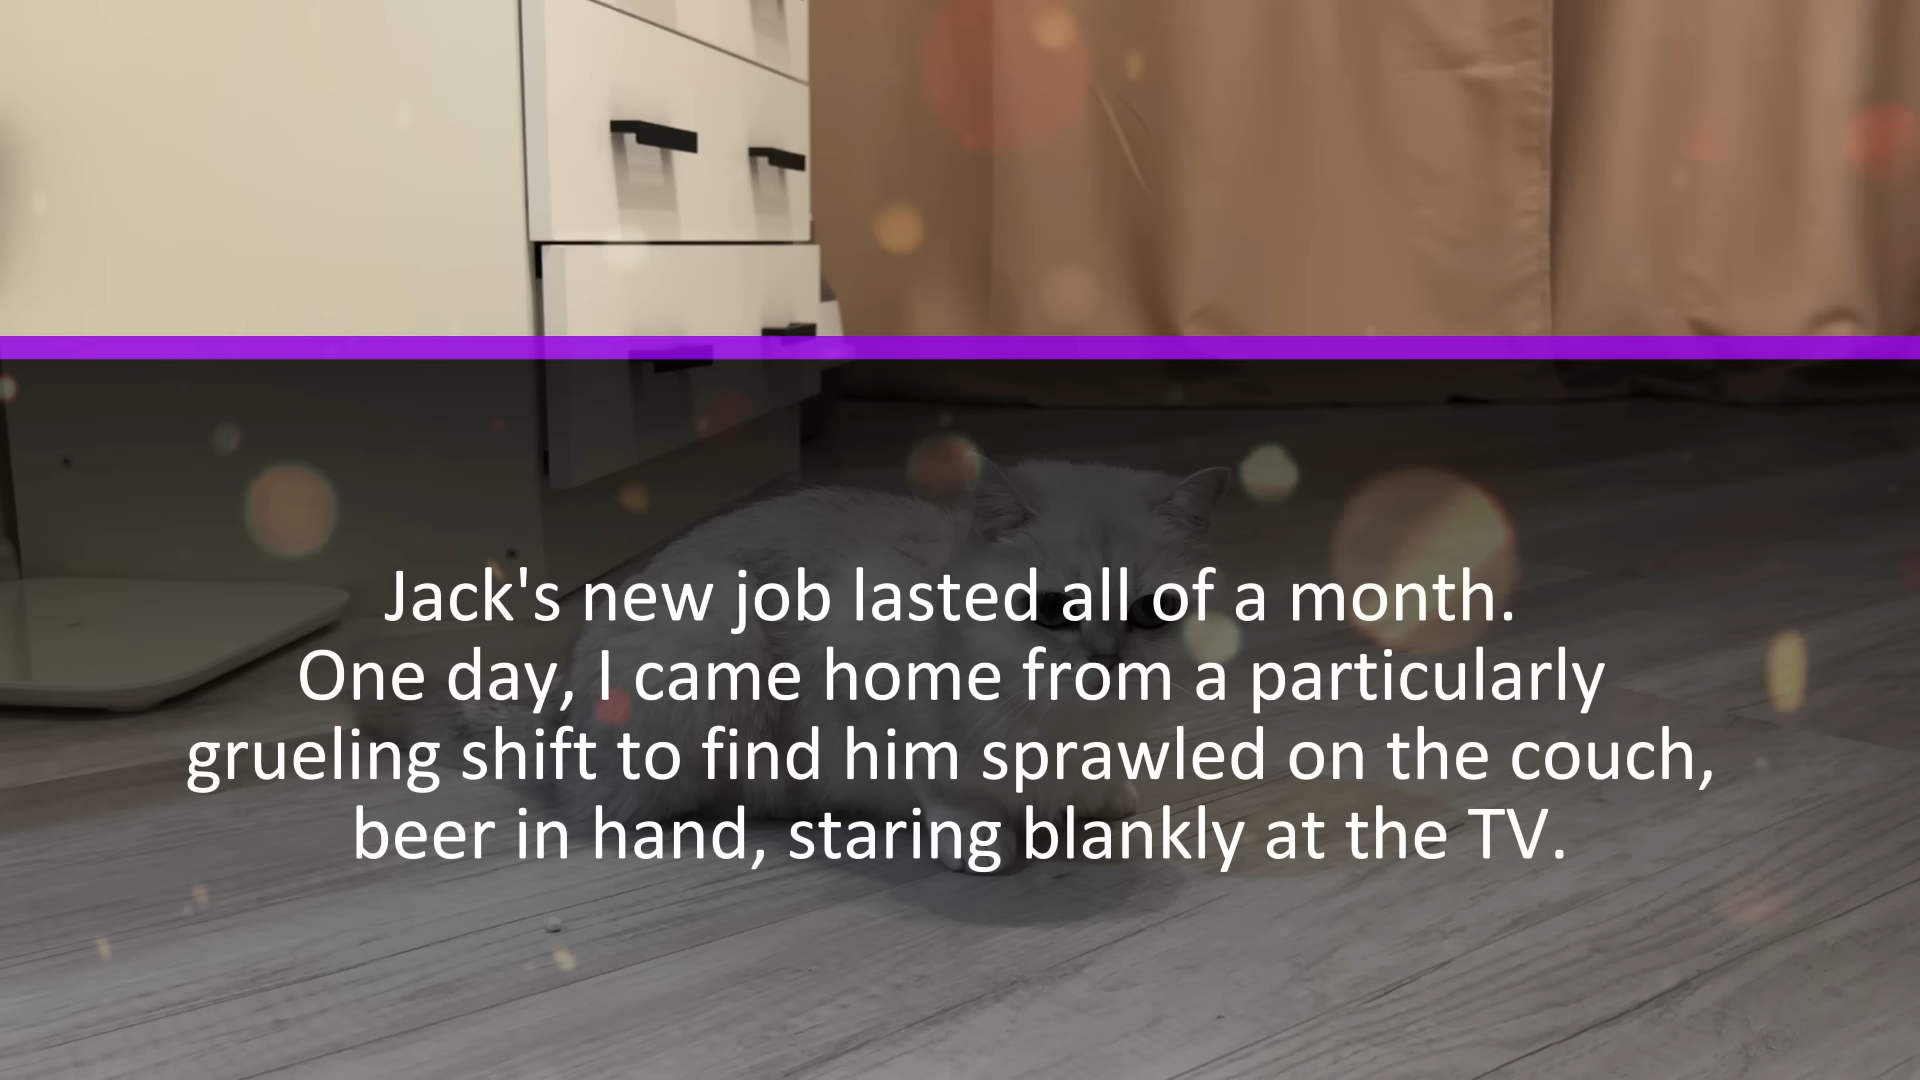 Jack's new job lasted all of a month.
One day, I came home from a particularly
grueling shift to find him sprawled on the couch,
beer in hand, staring blankly at the TV.